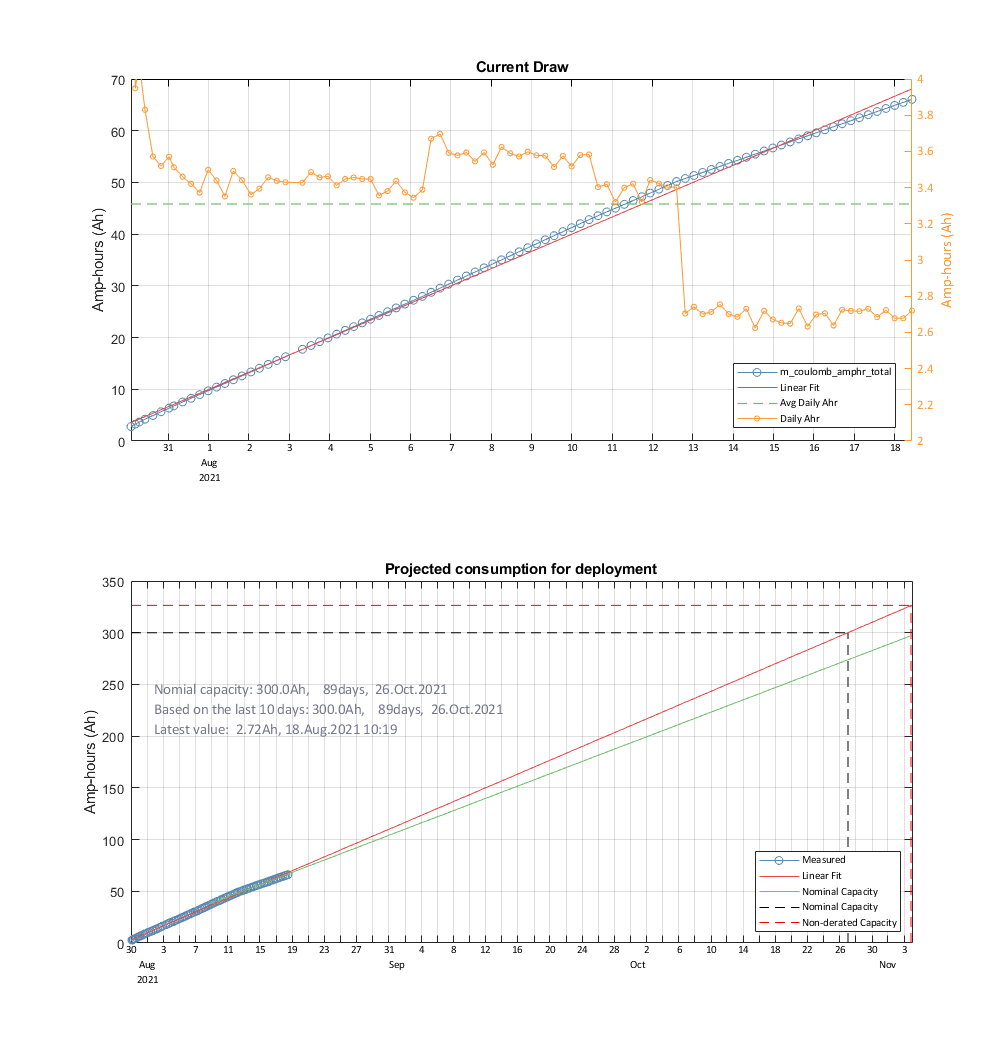 Current Draw
70
60
50
40
30
20
10
0
Amp-hours (Ah)
4
3.8
3.6
3.4
3.2
3
2.8
2.6
2.4
2.2
2
Amp-hours (Ah)
m_coulomb_amphr_total
Linear Fit
Avg Daily Ahr
Daily Ahr
31 1 2 3 4 5 6 7 8 9 10 11 12 13 14 15 16 17 18
Aug
2021
Projected consumption for deployment
350
300
250
200
150
100
50
0
Amp-hours (Ah)
Nomial capacity: 300.0Ah, 89days, 26.Oct.2021
Based on the last 10 days: 300.0Ah, 89days, 26.Oct.2021
Latest value: 2.72Ah, 18.Aug.2021 10:19
Measured
Linear Fit
Nominal Capacity
Nominal Capacity
Non-derated Capacity
30 3 7 11 15 19 23 27 31 4 8 12 16 20 24 28 2 6 10 14 18 22 26 30 3
Aug Sep Oct Nov
2021